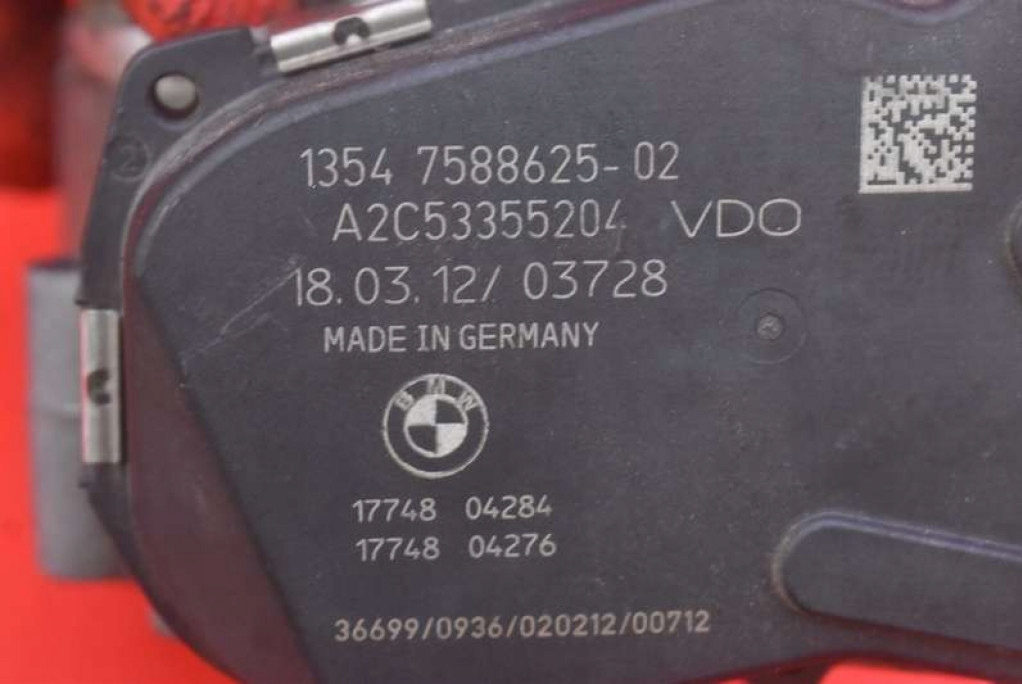 1354 7588625-02
A2C53355204 VDO
18.03.12/ 03728
MADE IN GERMANY
BMW
17748 04284
17748 04276
36699/0936/020212/00712
2